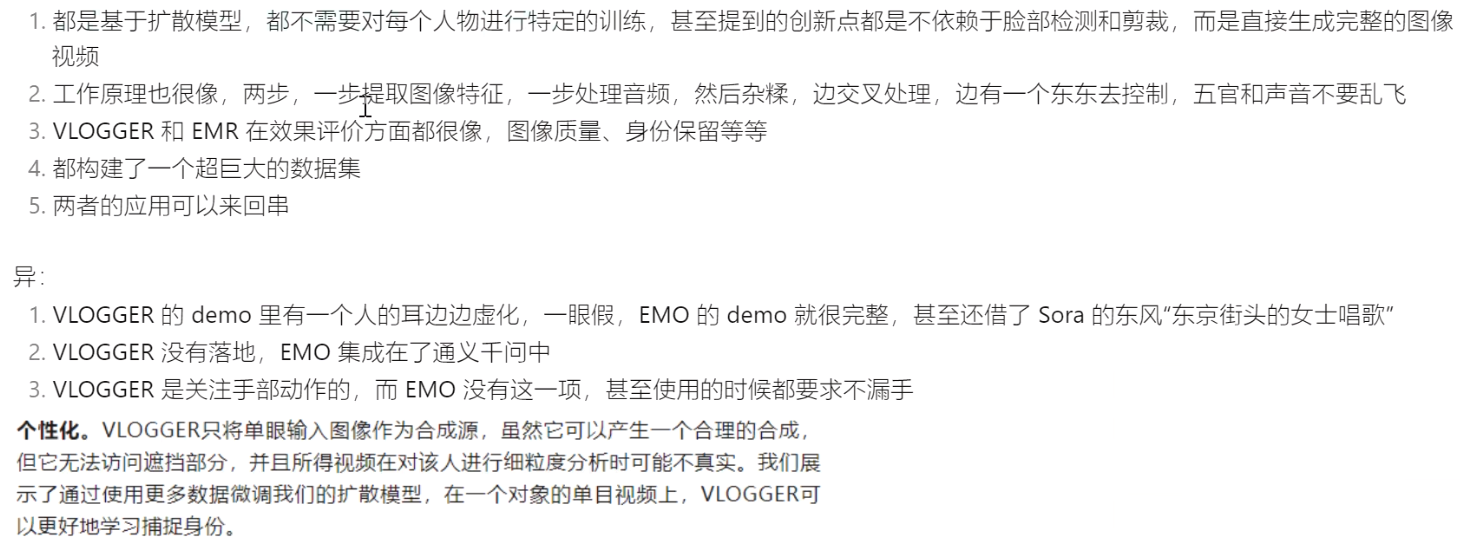 1. 都是基于扩散模型，都不需要对每个人物进行特定的训练，甚至提到的创新点都是不依赖于脸部检测和剪裁，而是直接生成完整的图像
视频
2. 工作原理也很像，两步，一步提取图像特征，一步处理音频，然后杂糅，边交叉处理，边有一个东东去控制，五官和声音不要乱飞
3. VLOGGER 和 EMR 在效果评价方面都很像，图像质量、身份保留等等
4. 都构建了一个超巨大的数据集
5. 两者的应用可以来回串
异：
1. VLOGGER 的 demo 里有一个人的耳边边虚化，一眼假，EMO 的 demo 就很完整，甚至还借了 Sora 的东风“东京街头的女士唱歌”
2. VLOGGER 没有落地，EMO 集成在了通义千问中
3. VLOGGER 是关注手部动作的，而 EMO 没有这一项，甚至使用的时候都要求不漏手
个性化。VLOGGER只将单眼输入图像作为合成源，虽然它可以产生一个合理的合成，
但它无法访问遮挡部分，并且所得视频在对该人进行细粒度分析时可能不真实。我们展
示了通过使用更多数据微调我们的扩散模型，在一个对象的单目视频上，VLOGGER可
以更好地学习捕捉身份。